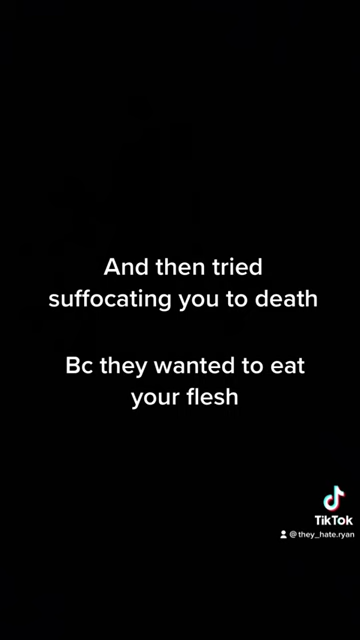 And then tried
suffocating you to death
Bc they wanted to eat
your flesh
TikTok
@they_hate.ryan